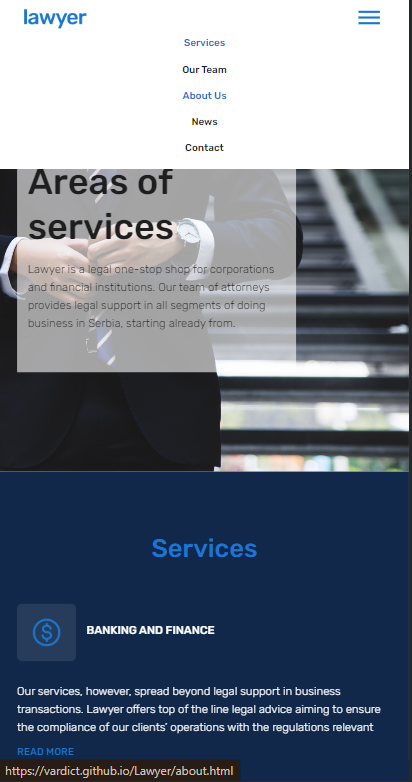 lawyer
Services
Our Team
About Us
News
Contact
Areas of
services
Lawyer is a legal one-stop shop for corporations
and financial institutions. Our team of attorneys
provides legal support in all segments of doing
business in Serbia, starting already from.
Services
BANKING AND FINANCE
Our services, however, spread beyond legal support in business
transactions. Lawyer offers top of the line legal advice aiming to ensure
the compliance of our clients' operations with the regulations relevant
READ MORE
https://vardict.github.io/Lawyer/about.html